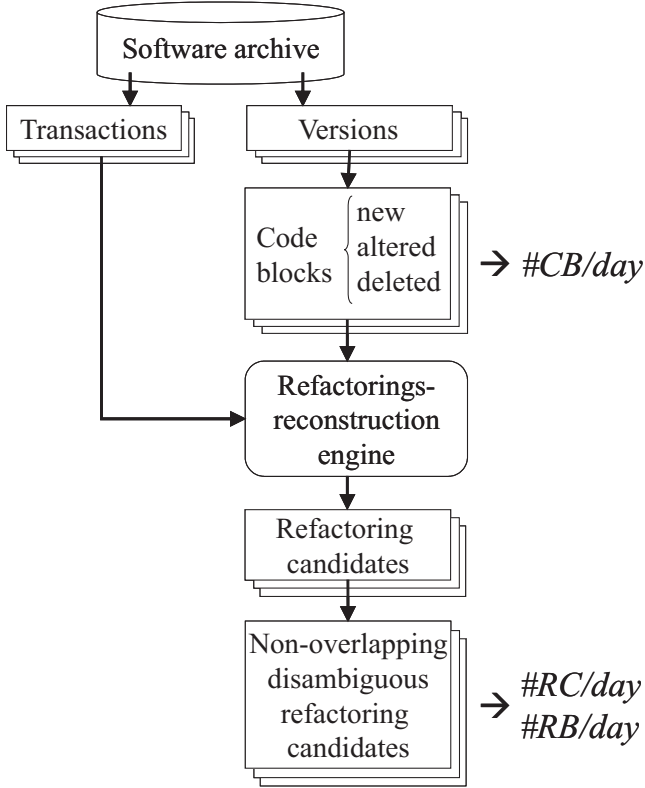 Software archive
Transactions
Versions
Code
blocks
new
altered
deleted
→ #CB/day
Refactorings-
reconstruction
engine
Refactoring
candidates
Non-overlapping
disambiguous
refactoring
candidates
→ #RC/day
#RB/day